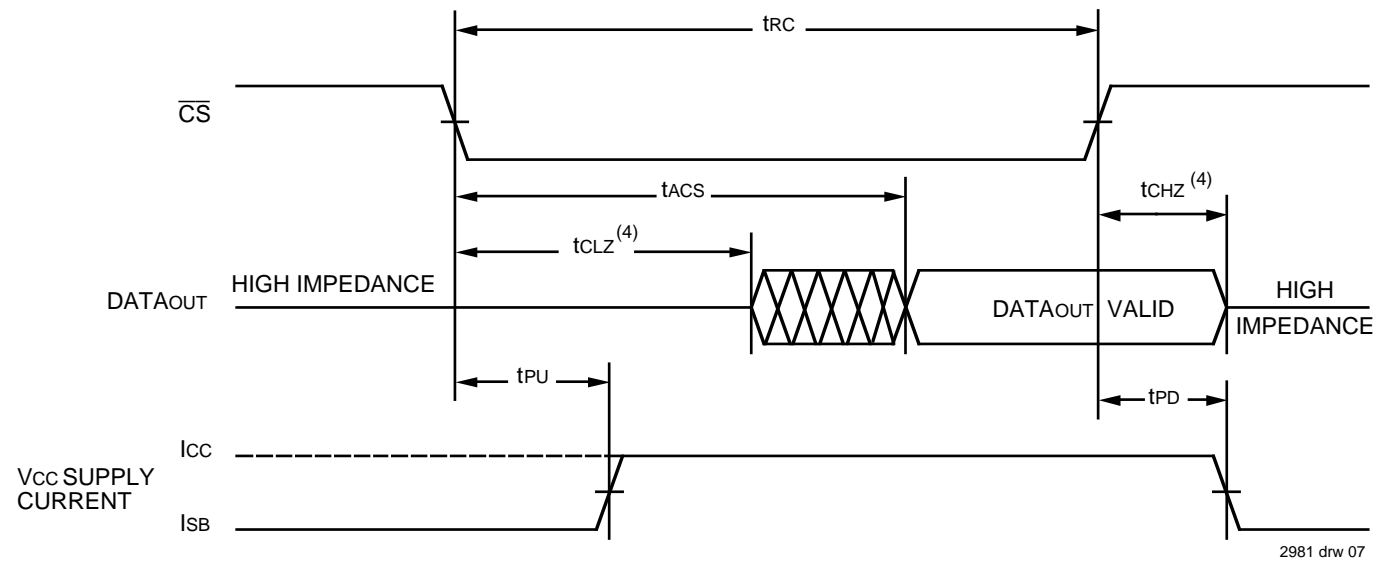 tRC
CS
tACS
tCHZ (4)
tCLZ (4)
DATAOUT
HIGH IMPEDANCE
DATAOUT VALID
HIGH
IMPEDANCE
tPU
tPD
ICC
VCC SUPPLY
CURRENT
ISB
2981 drw 07